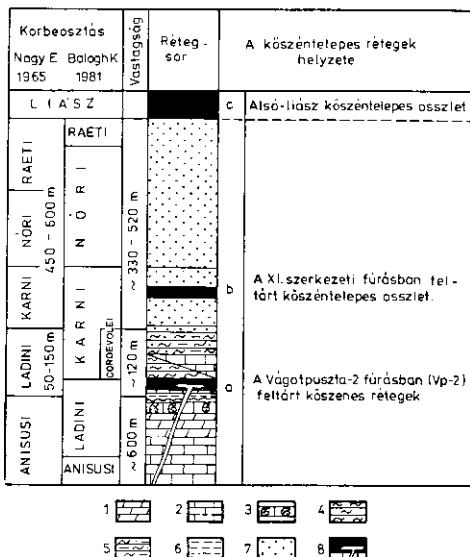 Korbeosztás
Nagy E. Balogh K.
1965 1981
Vastagság
Réteg-
sor
A kőszéntelepes rétegek
helyzete
LIÁSZ
c
Alsó-liász kőszéntelepes összlet
RAETI
RAETI
NÓRI
NÓRI
450-600 m
~ 330 - 520 m
KARNI
KARNI
b
A XI. szerkezeti fúrásban fel-
tárt kőszéntelepes összlet.
CORDEVOLEI
LADINI
50-150 m
~120 m
a
A Vágotpuszta-2 fúrásban (Vp-2)
feltárt kőszenes rétegek
LADINI
ANISUSI
ANISUSI
~600 m
1 2 3 4
5 6 7 8